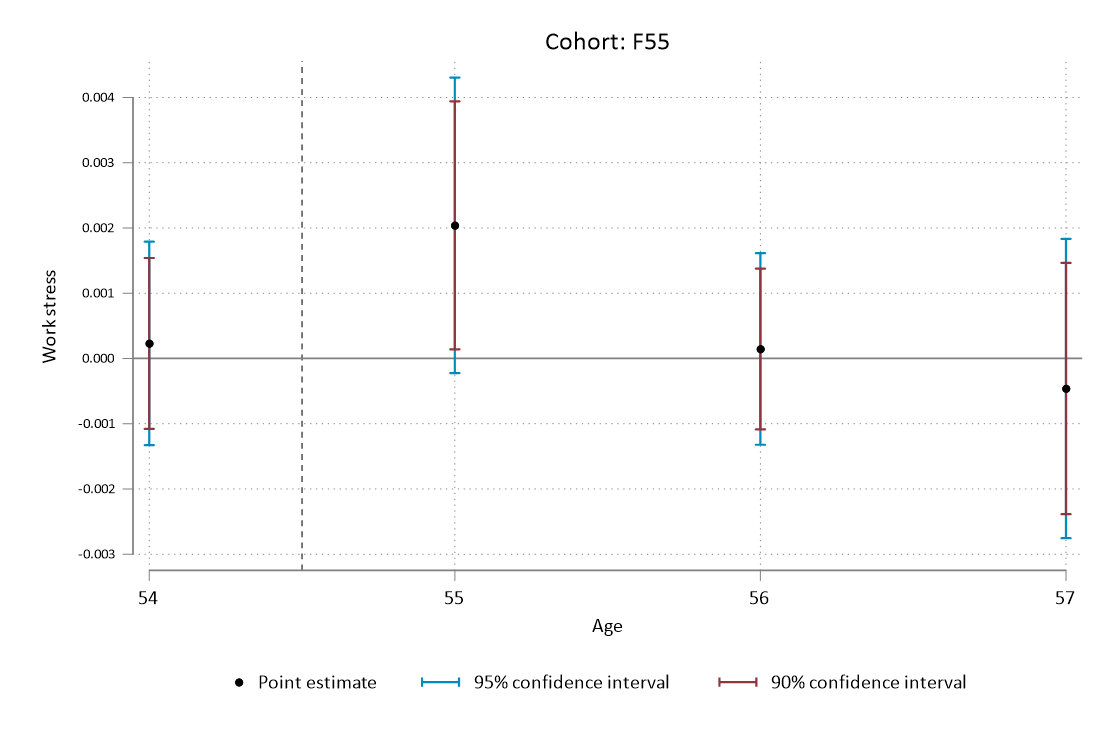 Cohort: F55
0.004
0.003
0.002
0.001
0.000
-0.001
-0.002
-0.003
Work stress
54 55 56 57
Age
Point estimate 95% confidence interval 90% confidence interval